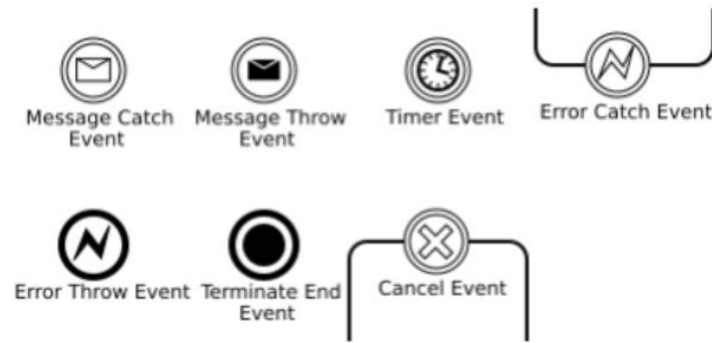 Message Catch
Event
Message Throw
Event
Timer Event
Error Catch Event
Error Throw Event
Terminate End
Event
Cancel Event